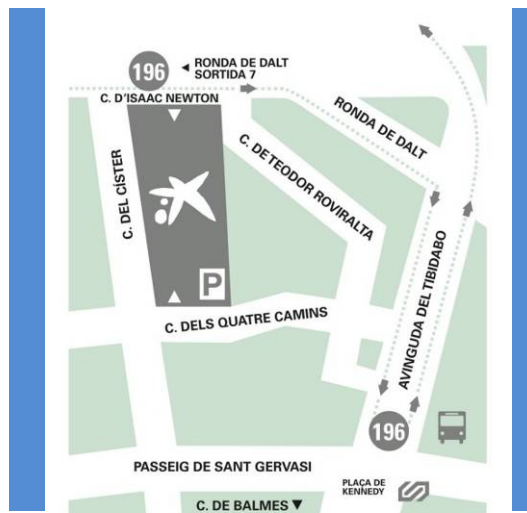 196
◄ RONDA DE DALT
SORTIDA 7
C. D'ISAAC NEWTON
RONDA DE DALT
C. DE TEODOR ROVIRALTA
C. DEL CÍSTER
P
C. DELS QUATRE CAMINS
AVINGUDA DEL TIBIDABO
196
PASSEIG DE SANT GERVASI
PLAÇA DE
KENNEDY
C. DE BALMES ▼